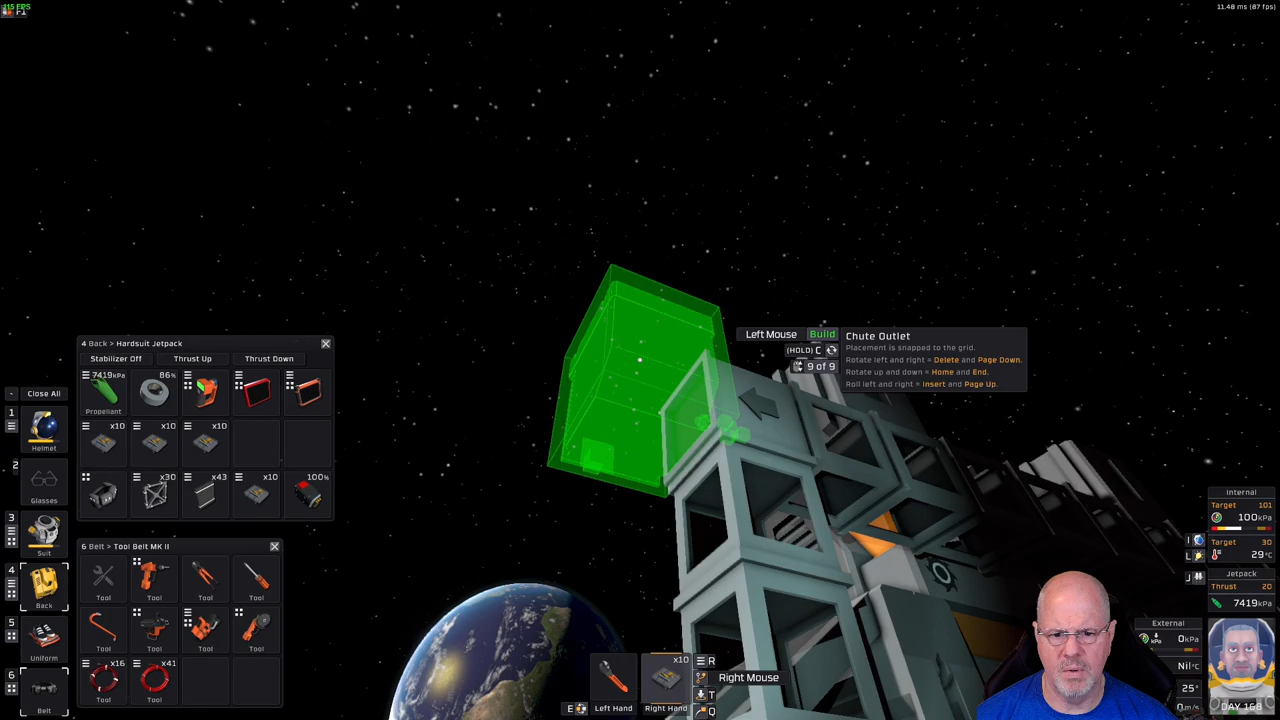 115 FPS
11.48 ms (87 fps)
4 Back > Hardsuit Jetpack
Stabilizer Off Thrust Up Thrust Down
7419kPa 86%
Propellant
x10 x10 x10
x30 x43 x10 100%
- Close All
1
Helmet
2
Glasses
3
Suit
4
Back
5
Uniform
6
Belt
6 Belt > Tool Belt MK II
Tool Tool Tool Tool
Tool Tool Tool Tool
x16 x41
Tool Tool
Left Mouse Build
(HOLD) C
9 of 9
Chute Outlet
Placement is snapped to the grid.
Rotate left and right = Delete and Page Down.
Rotate up and down = Home and End.
Roll left and right = Insert and Page Up.
x10
E Left Hand Right Hand
R
Right Mouse
T
Q
Internal
Target 101
100kPa
Target 30
29°C
I
L
J
Jetpack
Thrust 20
7419kPa
External
0kPa
Nil°C
25°
0m/s
DAY 168